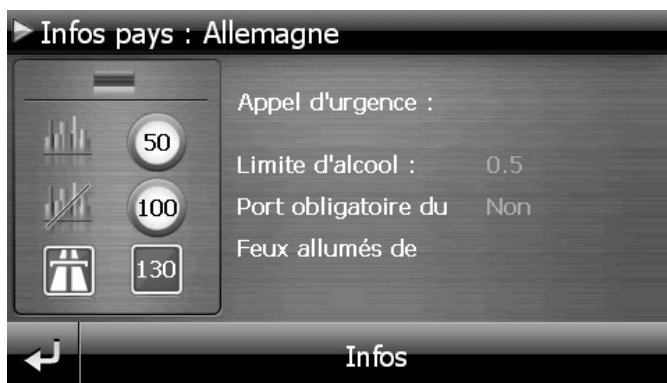 Infos pays : Allemagne
50
100
130
Appel d'urgence :
Limite d'alcool : 0.5
Port obligatoire du Non
Feux allumés de
Infos